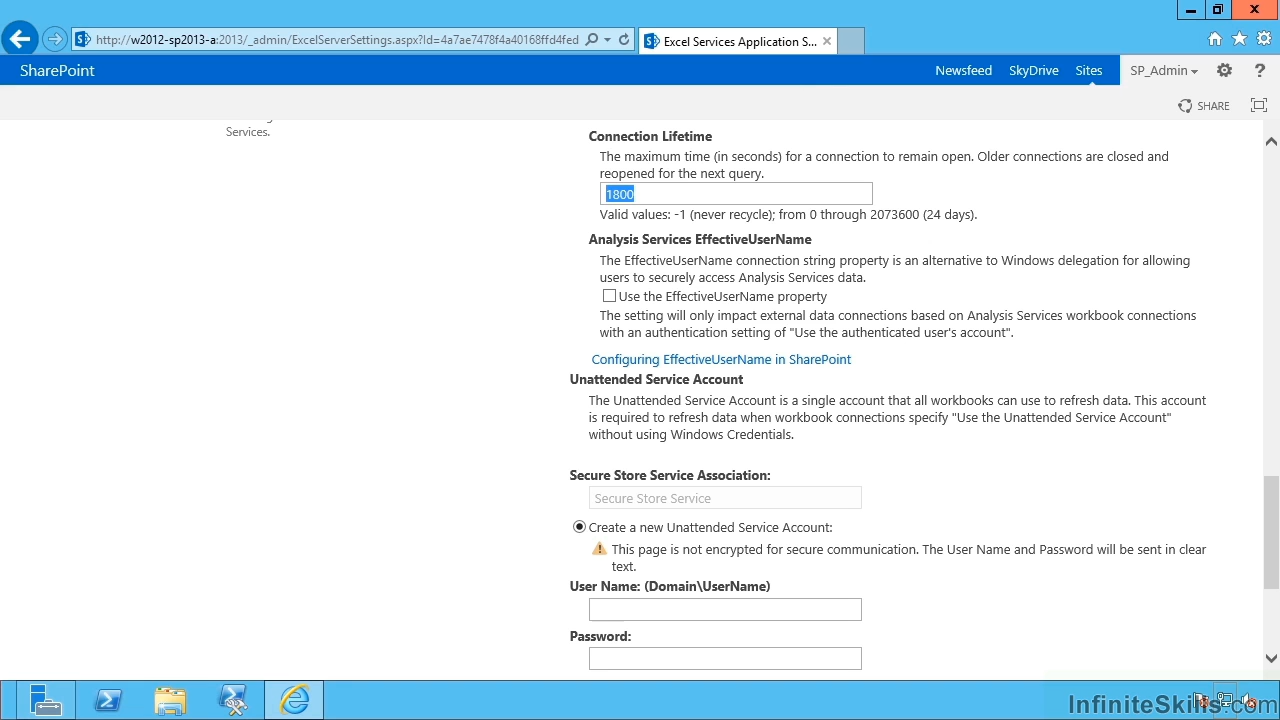 http://w2012-sp2013-a:2013/_admin/ExcelServerSettings.aspx?Id=4a7ae7478f4a40168ffd4fed
Excel Services Application S...
SharePoint
Newsfeed
SkyDrive
Sites
SP_Admin
?
SHARE
Services.
Connection Lifetime
The maximum time (in seconds) for a connection to remain open. Older connections are closed and
reopened for the next query.
1800
Valid values: -1 (never recycle); from 0 through 2073600 (24 days).
Analysis Services EffectiveUserName
The EffectiveUserName connection string property is an alternative to Windows delegation for allowing
users to securely access Analysis Services data.
Use the EffectiveUserName property
The setting will only impact external data connections based on Analysis Services workbook connections
with an authentication setting of "Use the authenticated user's account".
Configuring EffectiveUserName in SharePoint
Unattended Service Account
The Unattended Service Account is a single account that all workbooks can use to refresh data. This account
is required to refresh data when workbook connections specify "Use the Unattended Service Account"
without using Windows Credentials.
Secure Store Service Association:
Secure Store Service
Create a new Unattended Service Account:
This page is not encrypted for secure communication. The User Name and Password will be sent in clear
text.
User Name: (Domain\UserName)
Password:
InfiniteSkills.com